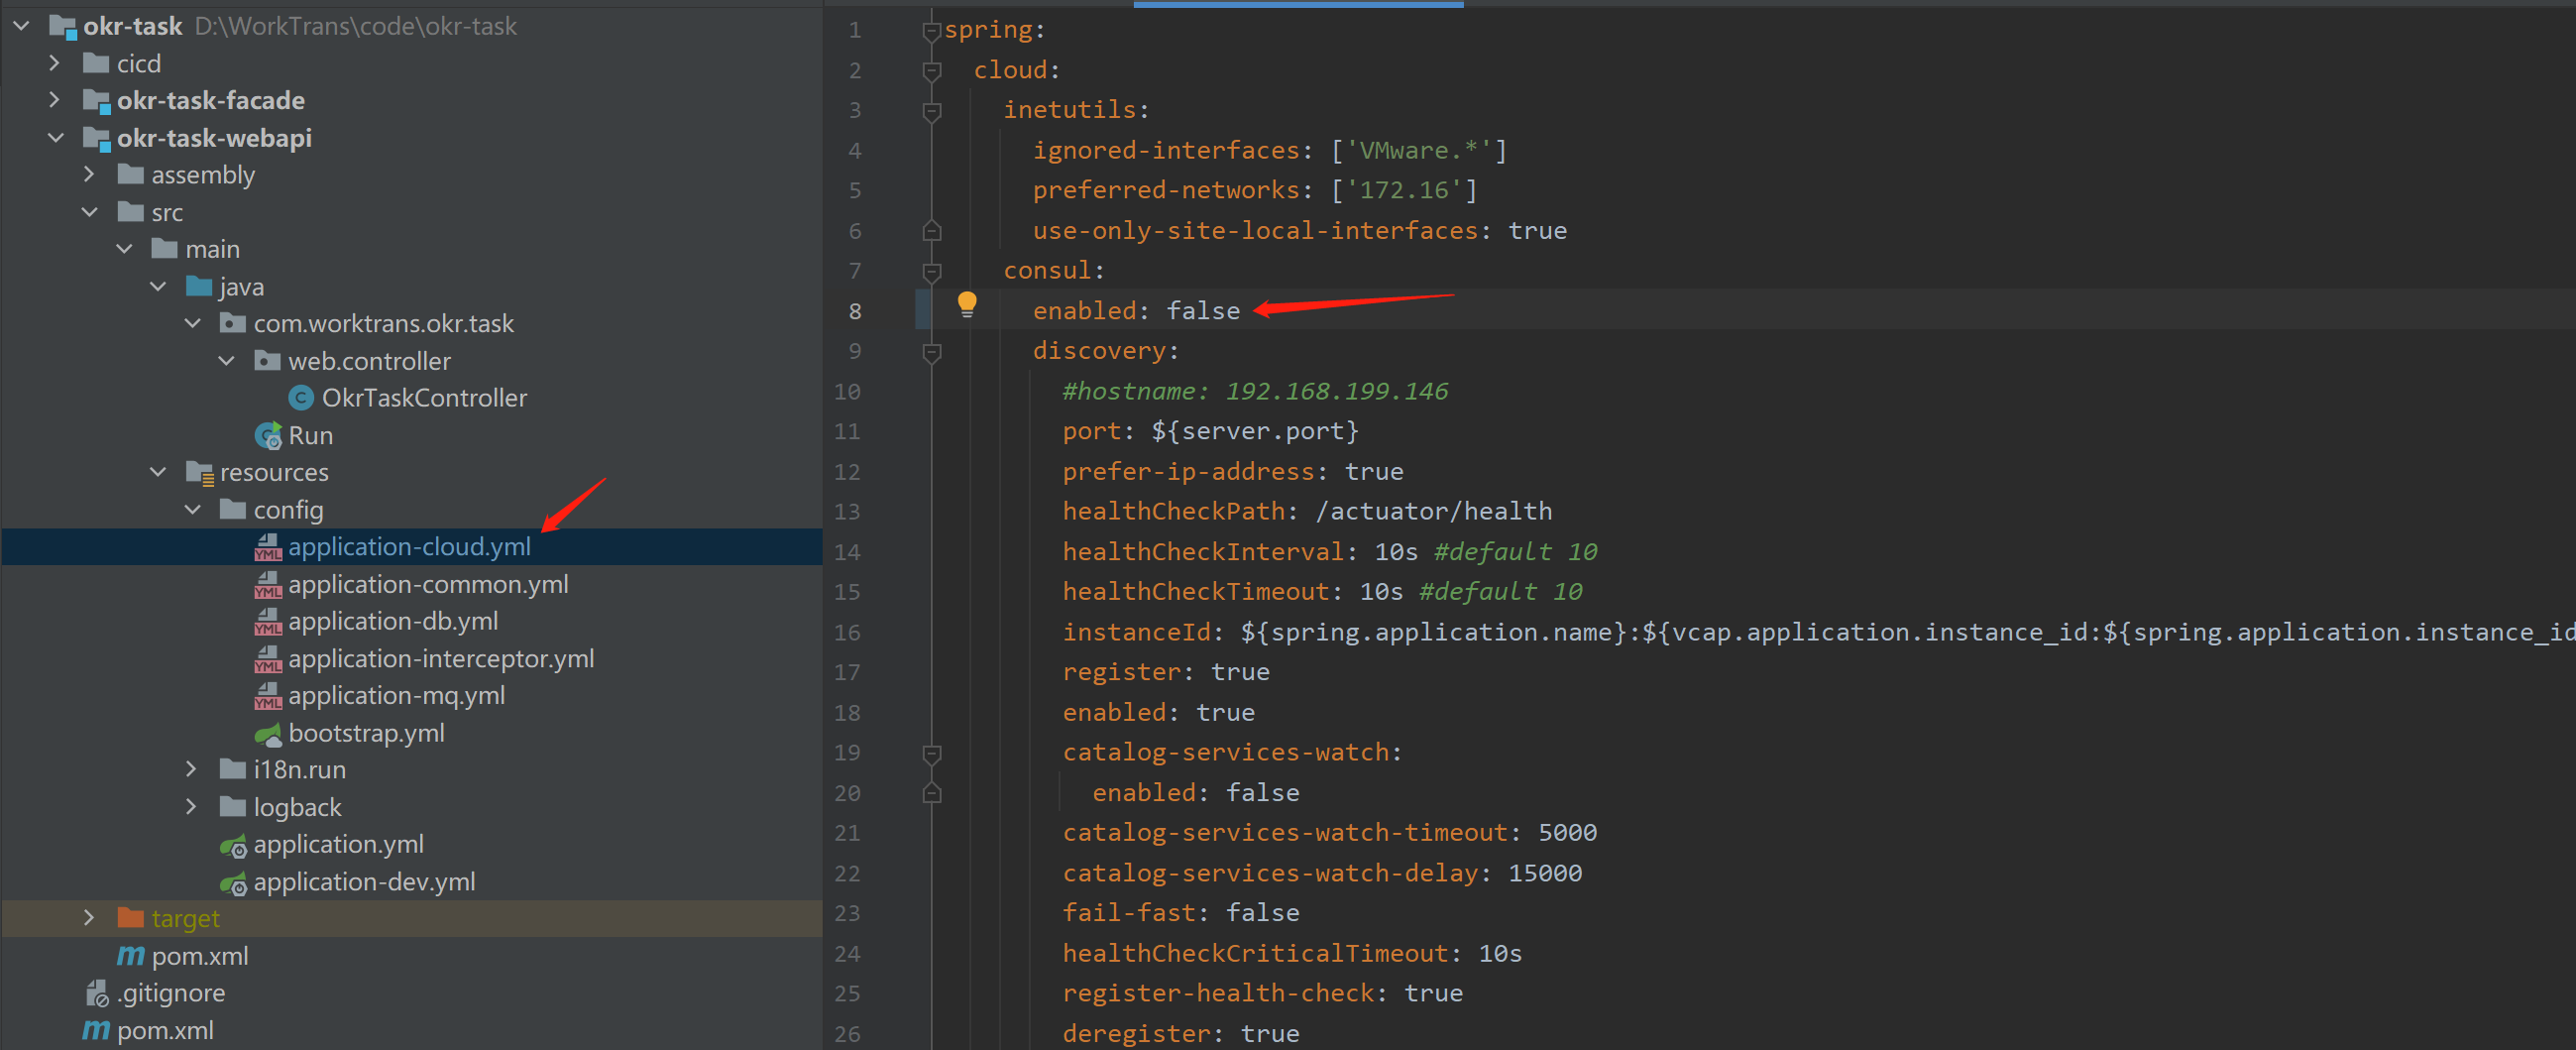 okr-task D:\WorkTrans\code\okr-task
cicd
okr-task-facade
okr-task-webapi
assembly
src
main
java
com.worktrans.okr.task
web.controller
OkrTaskController
Run
resources
config
application-cloud.yml
application-common.yml
application-db.yml
application-interceptor.yml
application-mq.yml
bootstrap.yml
i18n.run
logback
application.yml
application-dev.yml
target
pom.xml
.gitignore
pom.xml
1 spring:
2 cloud:
3 inetutils:
4 ignored-interfaces: ['VMware.*']
5 preferred-networks: ['172.16']
6 use-only-site-local-interfaces: true
7 consul:
8 enabled: false
9 discovery:
10 #hostname: 192.168.199.146
11 port: ${server.port}
12 prefer-ip-address: true
13 healthCheckPath: /actuator/health
14 healthCheckInterval: 10s #default 10
15 healthCheckTimeout: 10s #default 10
16 instanceId: ${spring.application.name}:${vcap.application.instance_id:${spring.application.instance_id
17 register: true
18 enabled: true
19 catalog-services-watch:
20 enabled: false
21 catalog-services-watch-timeout: 5000
22 catalog-services-watch-delay: 15000
23 fail-fast: false
24 healthCheckCriticalTimeout: 10s
25 register-health-check: true
26 deregister: true